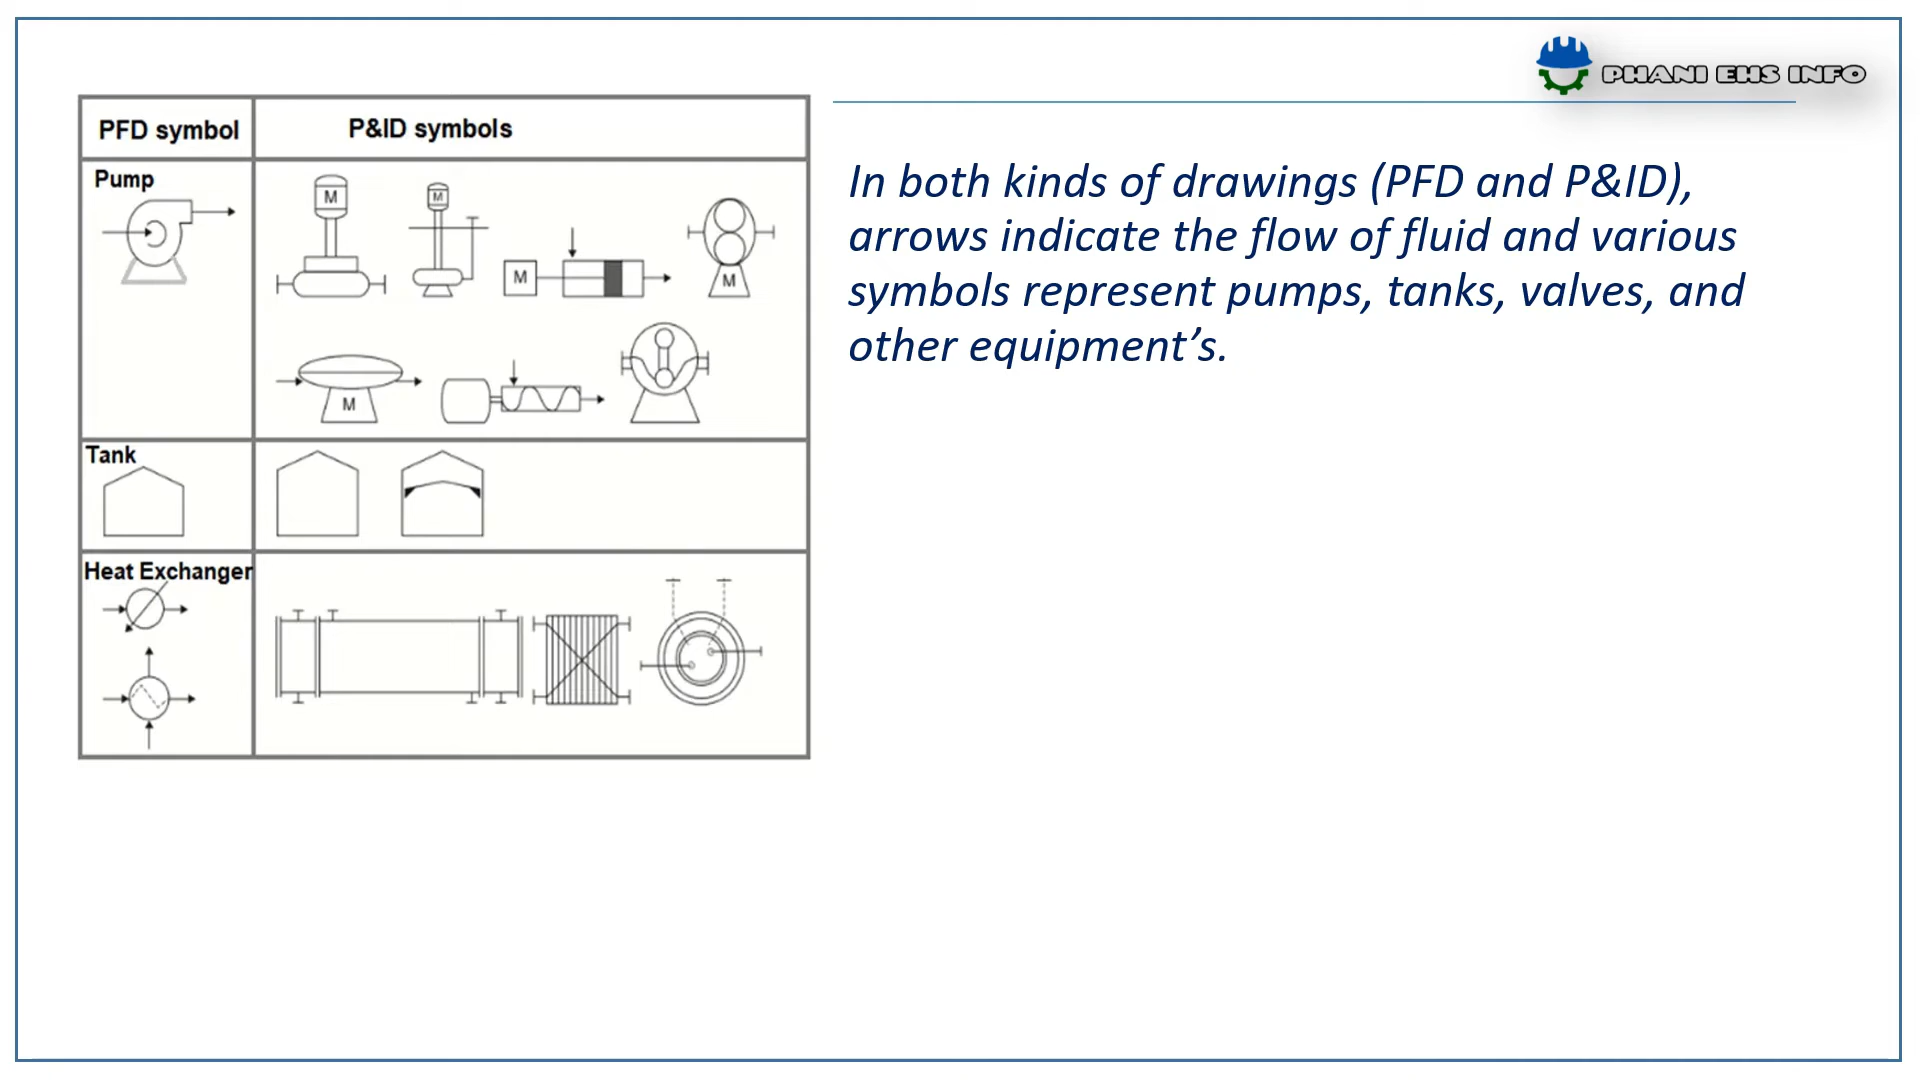 PHANI EHS INFO
PFD symbol
P&ID symbols
Pump
M
M
M
M
M
Tank
Heat Exchanger
In both kinds of drawings (PFD and P&ID),
arrows indicate the flow of fluid and various
symbols represent pumps, tanks, valves, and
other equipment’s.